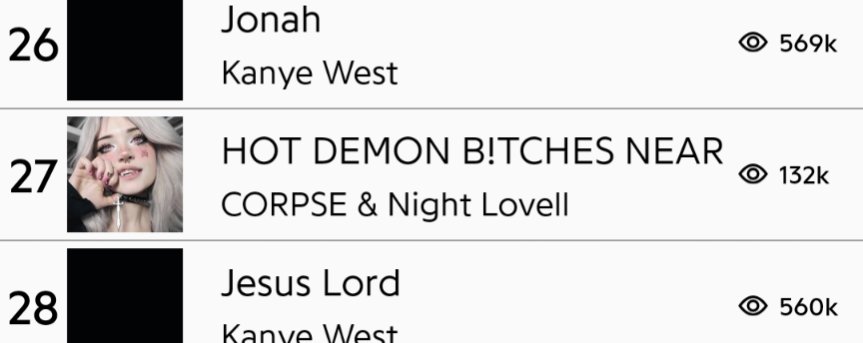 26
Jonah
Kanye West
569k
27
HOT DEMON B!TCHES NEAR
CORPSE & Night Lovell
132k
28
Jesus Lord
Kanye West
560k